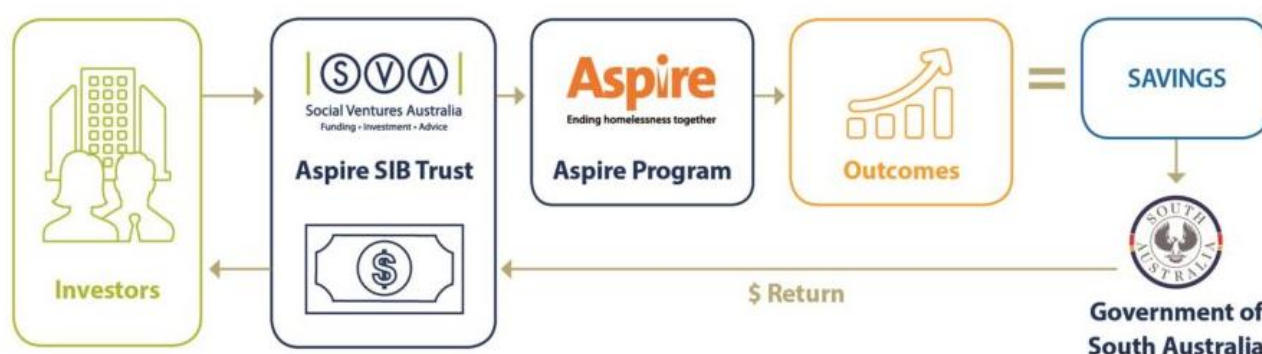 SVA
Social Ventures Australia
Funding • Investment • Advice
Aspire SIB Trust
$
Investors
Aspire
Ending homelessness together
Aspire Program
Outcomes
=
SAVINGS
SOUTH AUSTRALIA
$ Return
Government of
South Australia